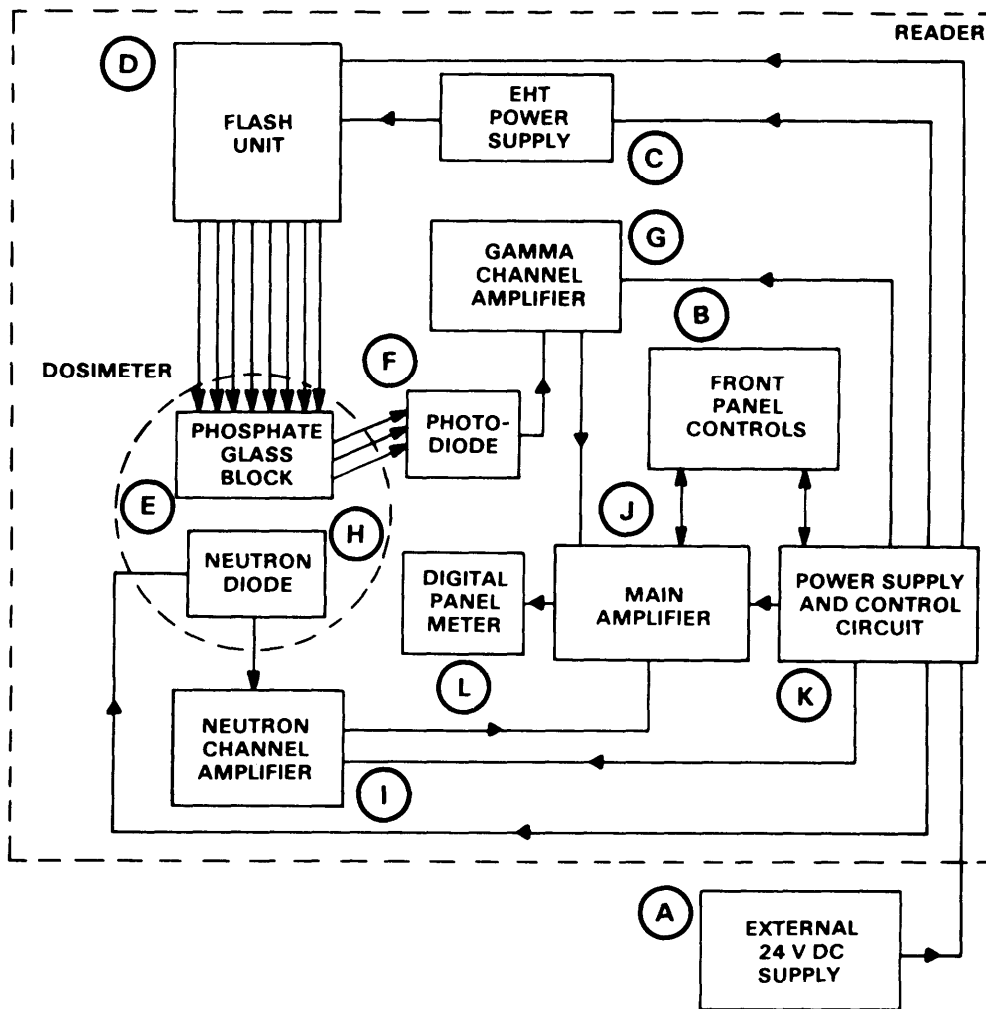 READER
D
FLASH
UNIT
EHT
POWER
SUPPLY
C
GAMMA
CHANNEL
AMPLIFIER
G
B
FRONT
PANEL
CONTROLS
DOSIMETER
F
PHOTO-
DIODE
PHOSPHATE
GLASS
BLOCK
E
H
NEUTRON
DIODE
J
DIGITAL
PANEL
METER
L
MAIN
AMPLIFIER
POWER SUPPLY
AND CONTROL
CIRCUIT
K
NEUTRON
CHANNEL
AMPLIFIER
I
A
EXTERNAL
24 V DC
SUPPLY